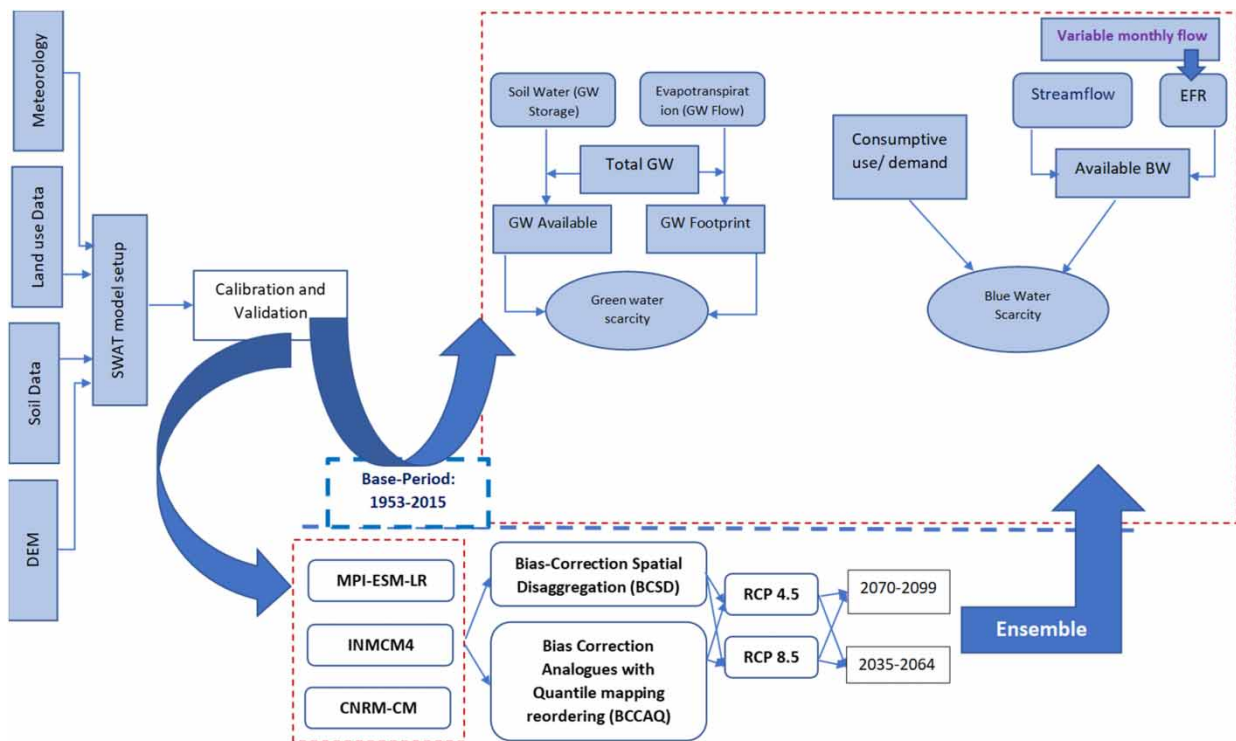 Meteorology
Land use Data
Soil Data
DEM
SWAT model setup
Calibration and
Validation
Base-Period:
1953-2015
Variable monthly flow
Soil Water (GW
Storage)
Evapotranspirat
ion (GW Flow)
Streamflow
EFR
Total GW
Consumptive
use/ demand
Available BW
GW Available
GW Footprint
Green water
scarcity
Blue Water
Scarcity
MPI-ESM-LR
INMCM4
CNRM-CM
Bias-Correction Spatial
Disaggregation (BCSD)
Bias Correction
Analogues with
Quantile mapping
reordering (BCCAQ)
RCP 4.5
RCP 8.5
2070-2099
2035-2064
Ensemble